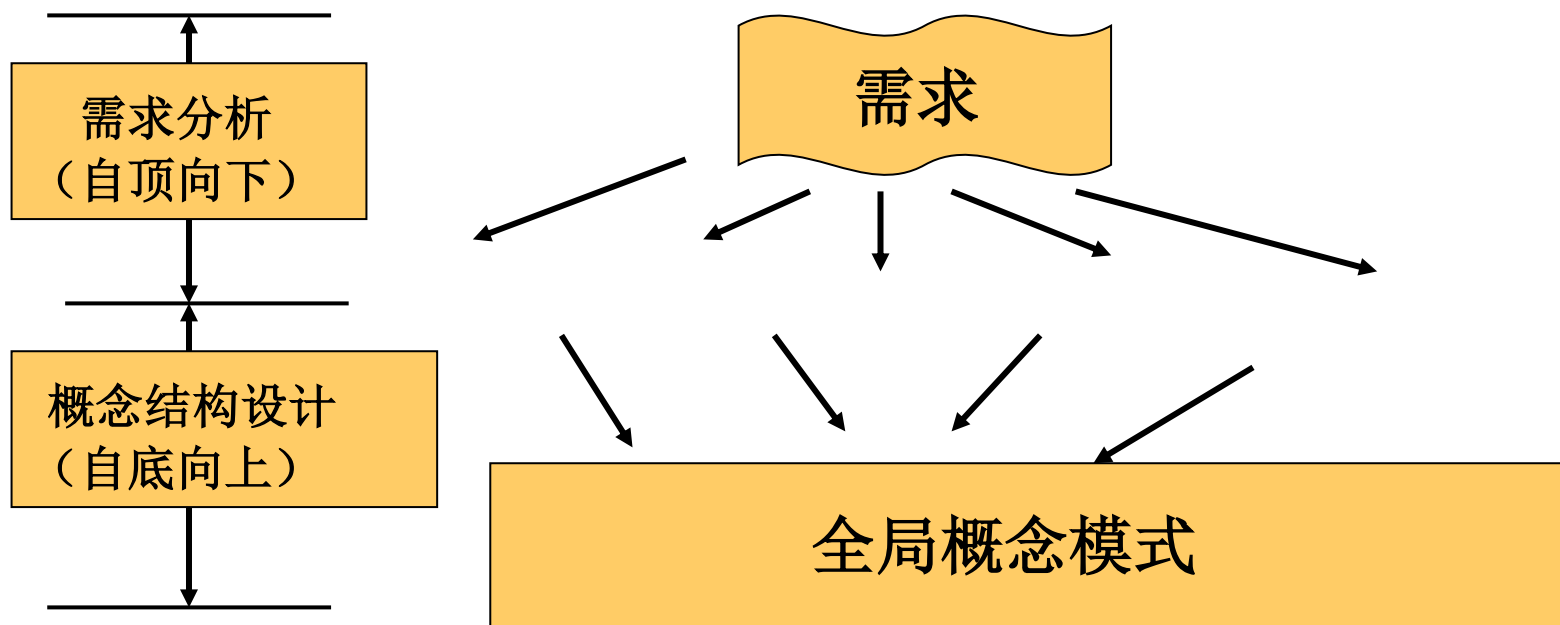 需求
需求分析
（自顶向下）
概念结构设计
（自底向上）
全局概念模式